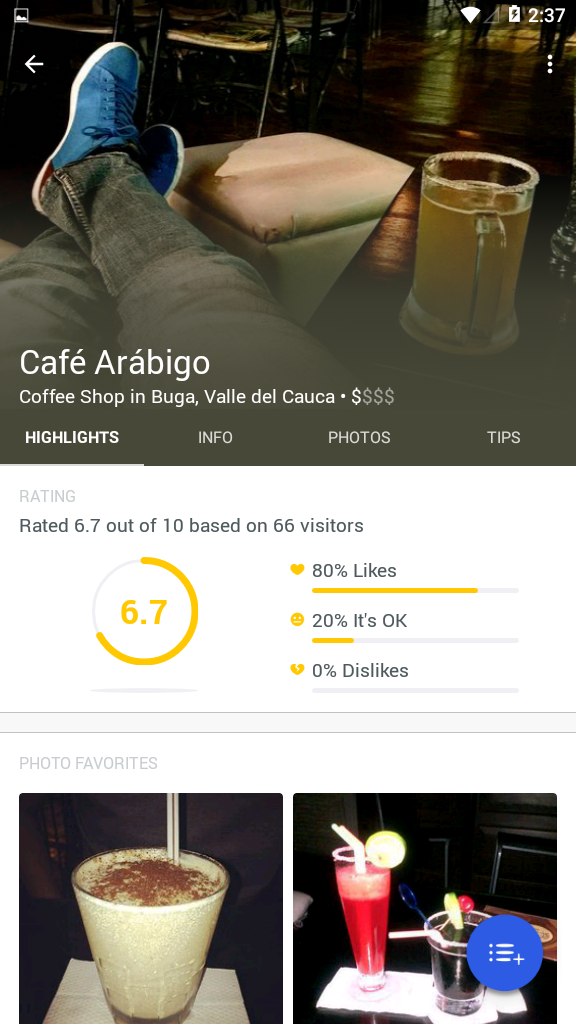 2:37
Café Arábigo
Coffee Shop in Buga, Valle del Cauca • $$$$
HIGHLIGHTS INFO PHOTOS TIPS
RATING
Rated 6.7 out of 10 based on 66 visitors
6.7
80% Likes
20% It's OK
0% Dislikes
PHOTO FAVORITES